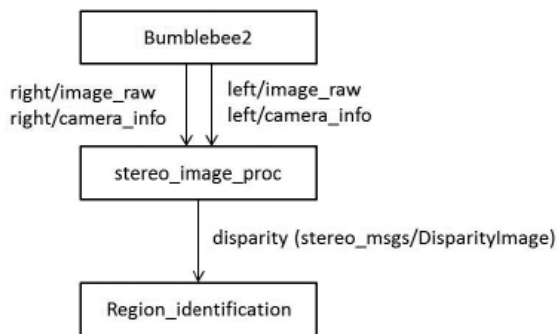 Bumblebee2
right/image_raw
right/camera_info
left/image_raw
left/camera_info
stereo_image_proc
disparity (stereo_msgs/DisparityImage)
Region_identification